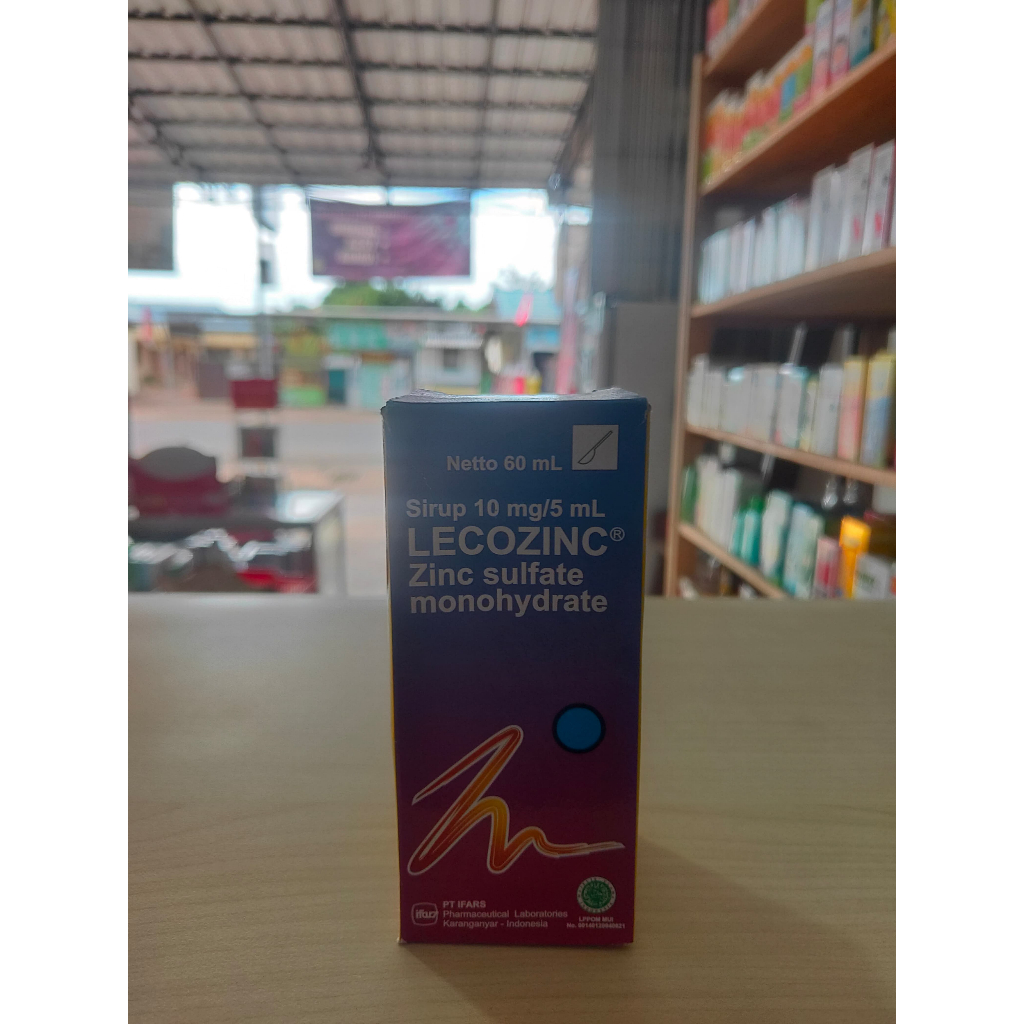 Netto 60 mL
Sirup 10 mg/5 mL
LECOZINC®
Zinc sulfate
monohydrate
ifars
PT IFARS
Pharmaceutical Laboratories
Karanganyar - Indonesia
LPPOM MUI